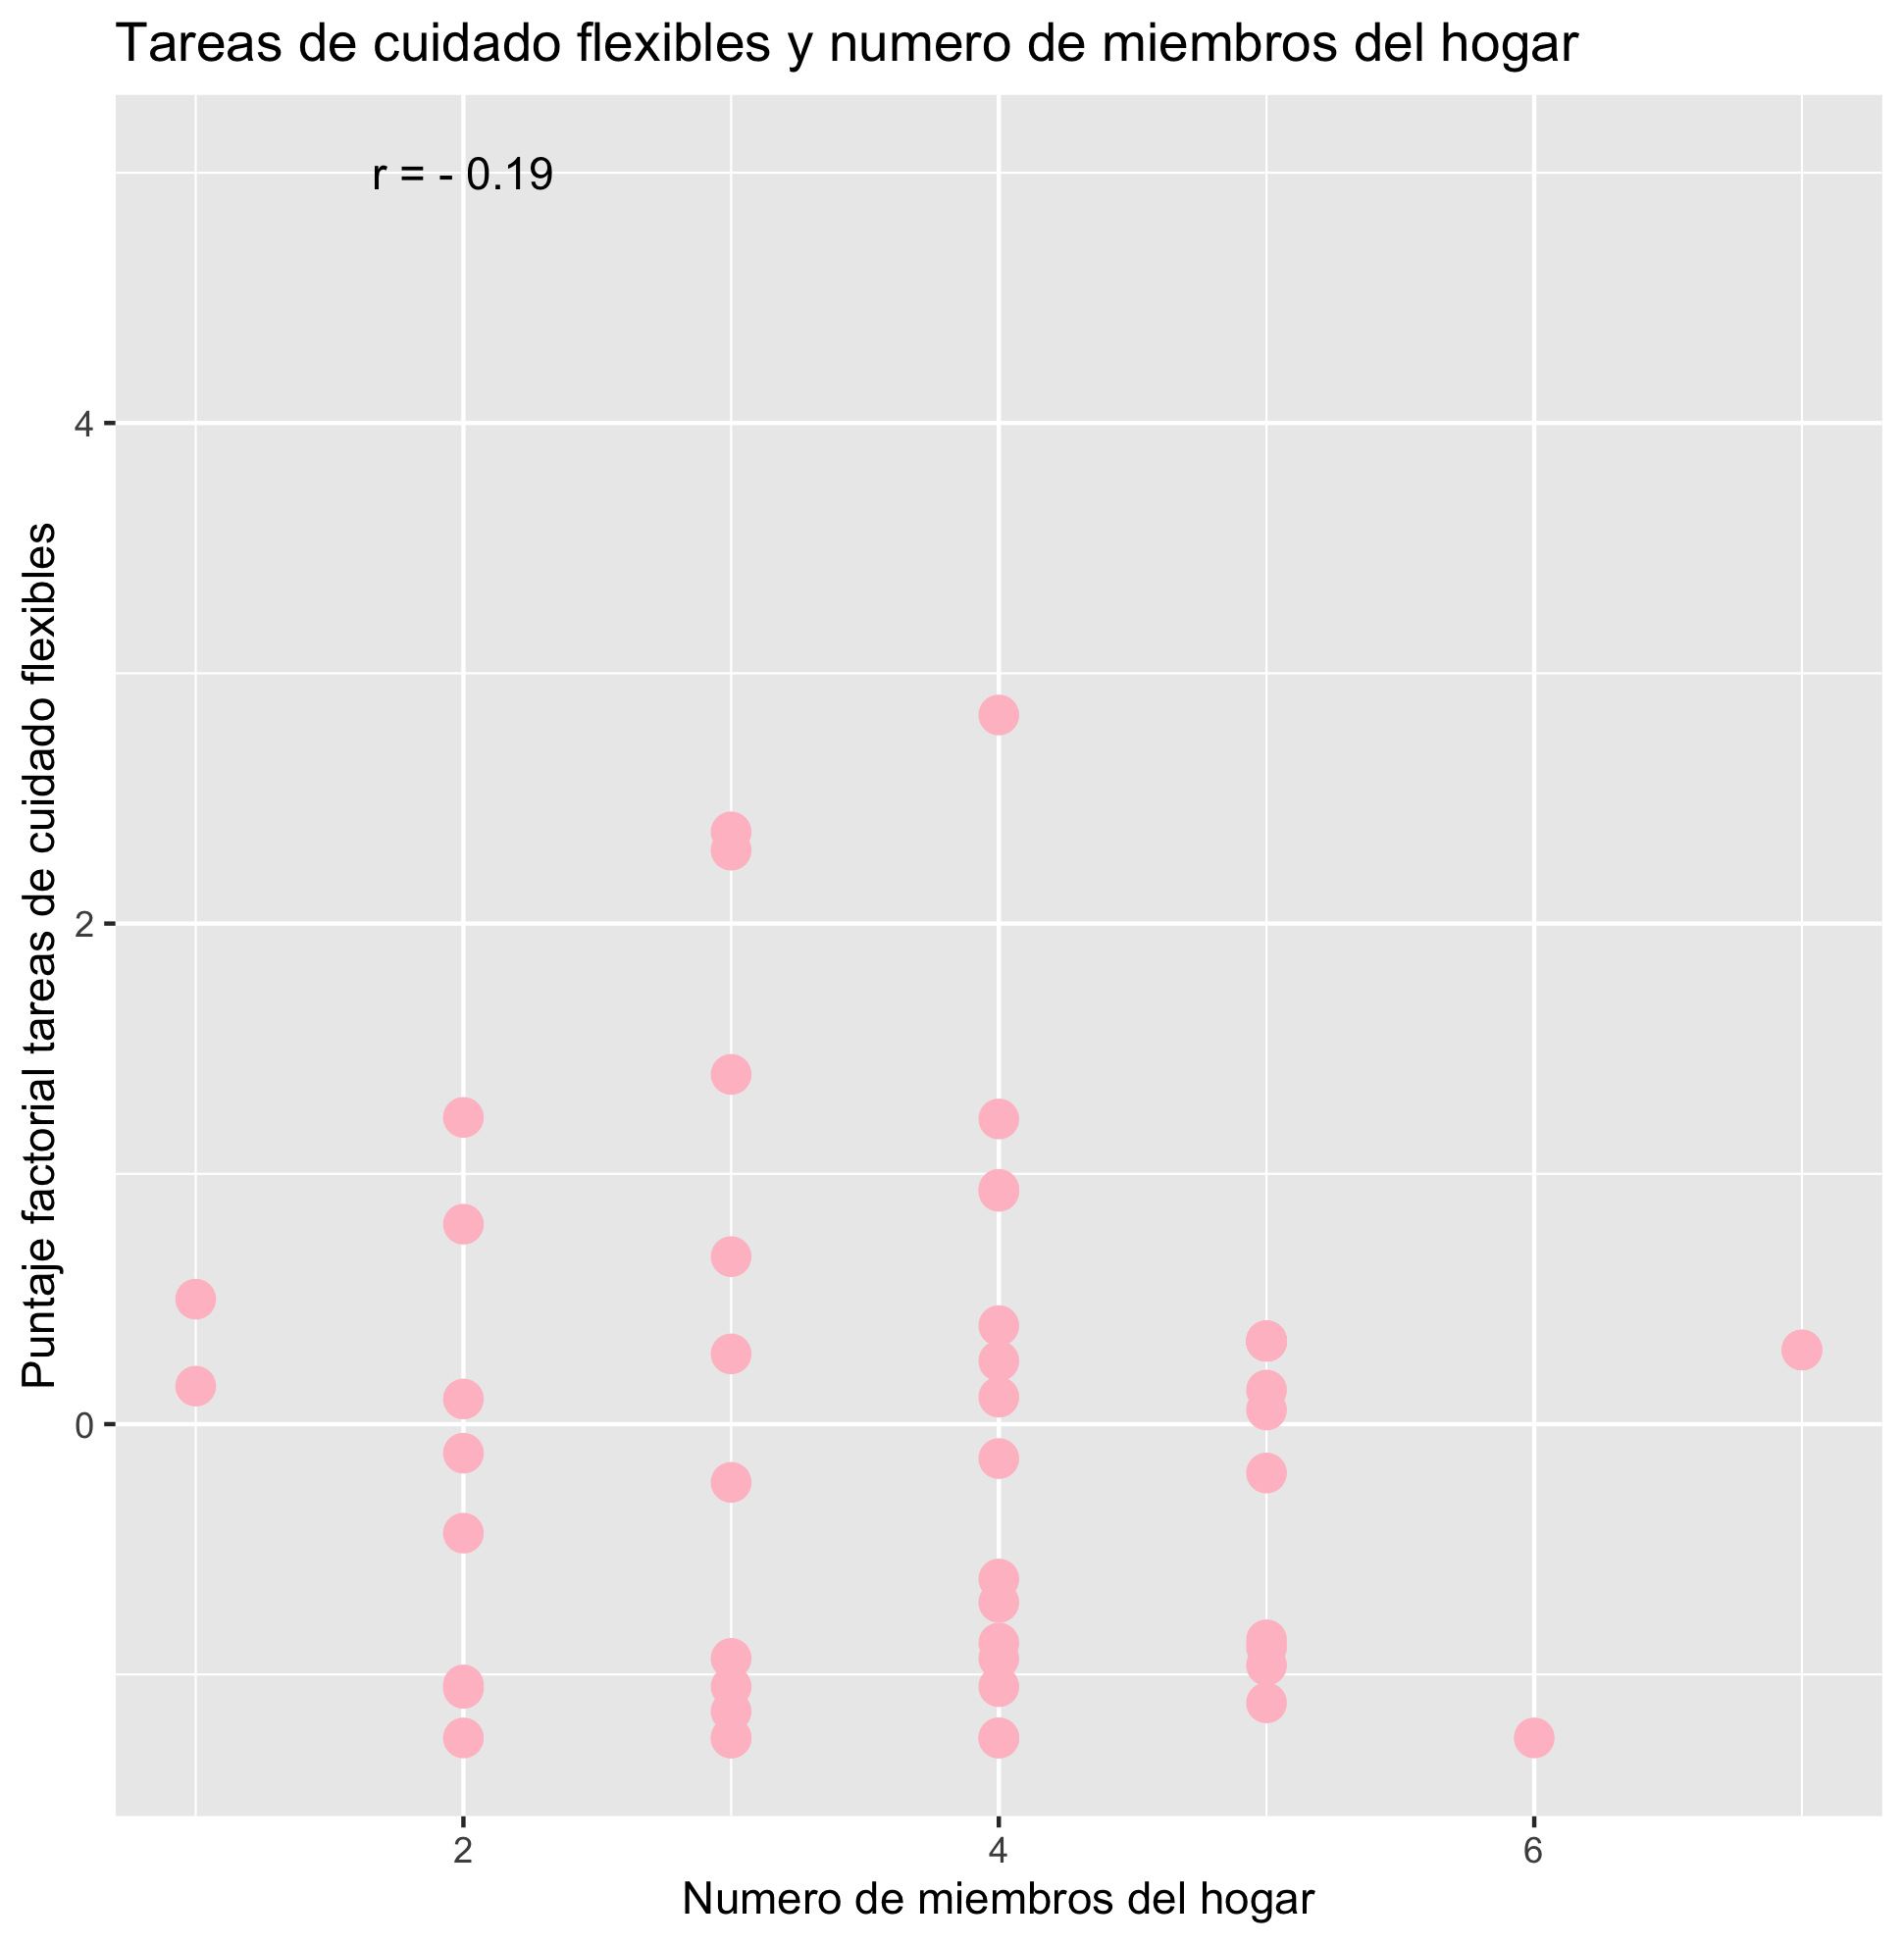 Tareas de cuidado flexibles y numero de miembros del hogar
r = - 0.19
Puntaje factorial tareas de cuidado flexibles
4
2
0
2
4
6
Numero de miembros del hogar